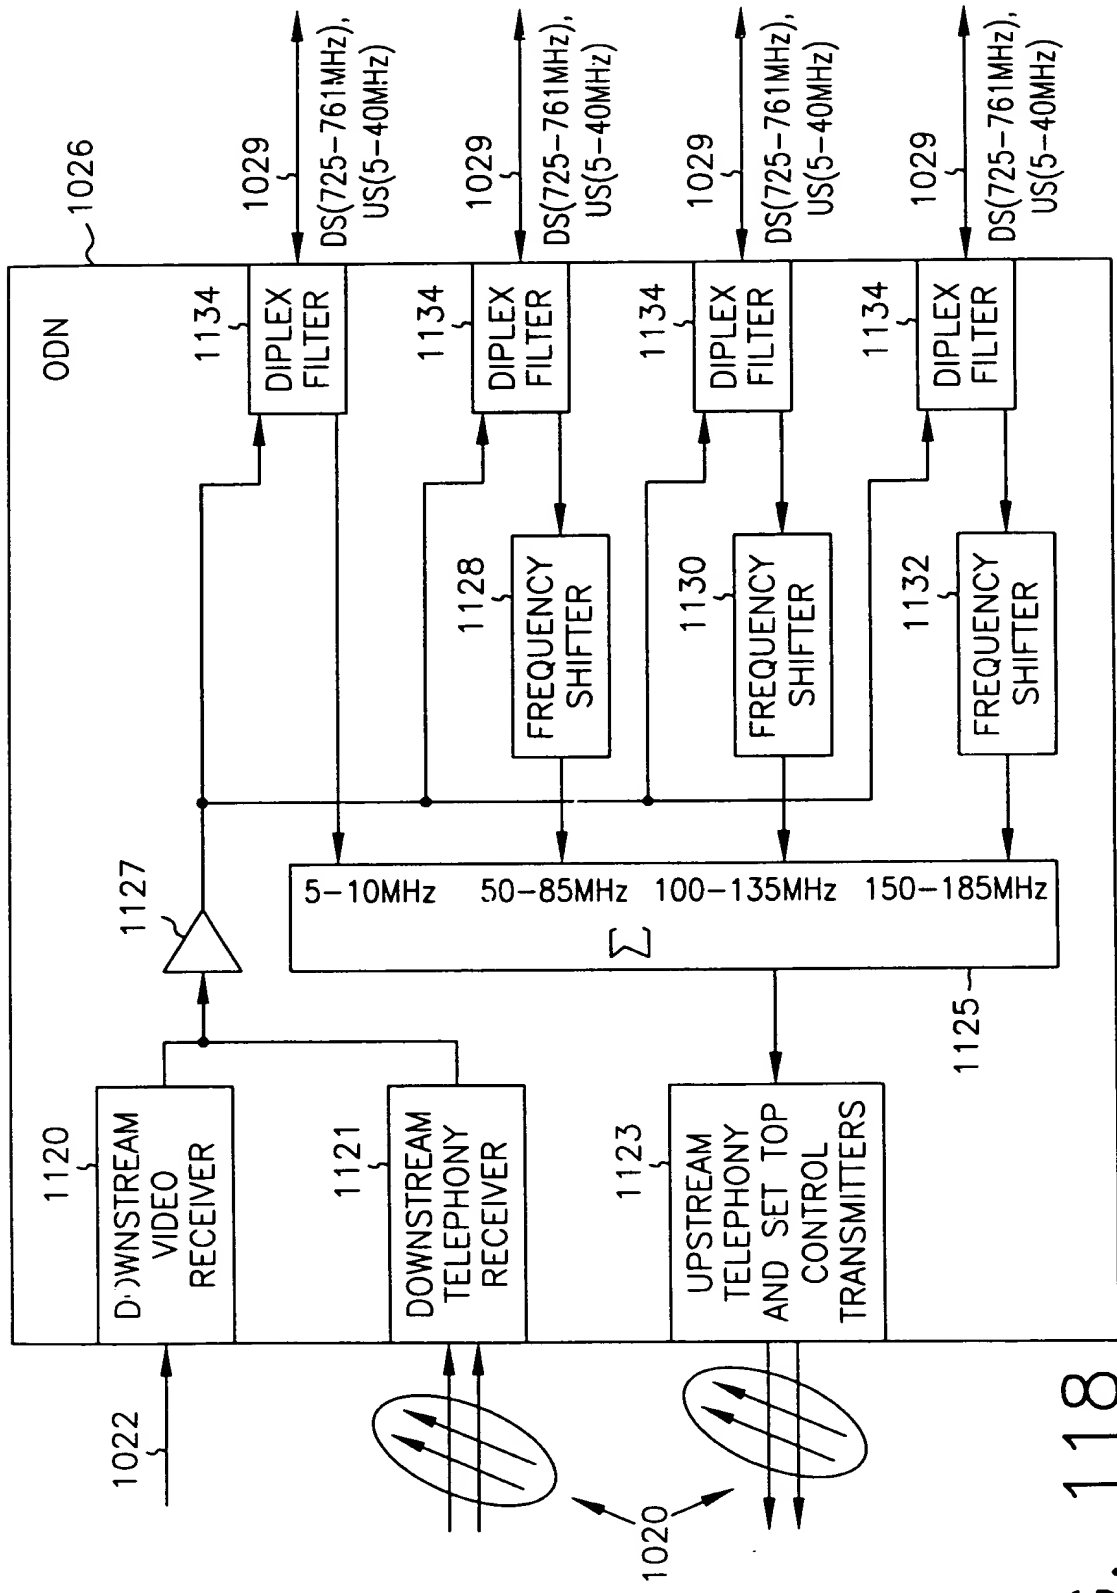 1026
ODN
1022
1120
DOWNSTREAM
VIDEO
RECEIVER
1127
1134
DIPLEX
FILTER
1029
DS(725-761MHz),
US(5-40MHz)
1020
1121
DOWNSTREAM
TELEPHONY
RECEIVER
5-10MHz
50-85MHz
100-135MHz
150-185MHz
Σ
1125
1128
FREQUENCY
SHIFTER
1134
DIPLEX
FILTER
1029
DS(725-761MHz),
US(5-40MHz)
1123
UPSTREAM
TELEPHONY
AND SET TOP
CONTROL
TRANSMITTERS
1130
FREQUENCY
SHIFTER
1134
DIPLEX
FILTER
1029
DS(725-761MHz),
US(5-40MHz)
1132
FREQUENCY
SHIFTER
1134
DIPLEX
FILTER
1029
DS(725-761MHz),
US(5-40MHz)
118